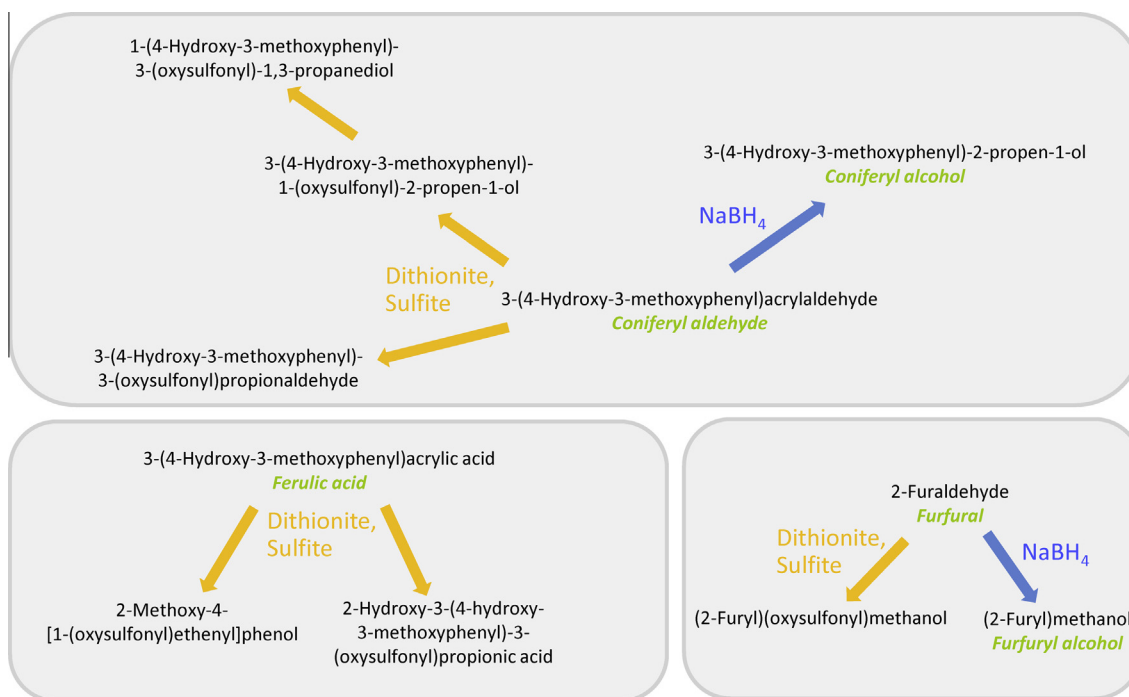 1-(4-Hydroxy-3-methoxyphenyl)-
3-(oxysulfonyl)-1,3-propanediol
3-(4-Hydroxy-3-methoxyphenyl)-
1-(oxysulfonyl)-2-propen-1-ol
3-(4-Hydroxy-3-methoxyphenyl)-2-propen-1-ol
Coniferyl alcohol
NaBH4
Dithionite,
Sulfite
3-(4-Hydroxy-3-methoxyphenyl)acrylaldehyde
Coniferyl aldehyde
3-(4-Hydroxy-3-methoxyphenyl)-
3-(oxysulfonyl)propionaldehyde
3-(4-Hydroxy-3-methoxyphenyl)acrylic acid
Ferulic acid
Dithionite,
Sulfite
2-Methoxy-4-
[1-(oxysulfonyl)ethenyl]phenol
2-Hydroxy-3-(4-hydroxy-
3-methoxyphenyl)-3-
(oxysulfonyl)propionic acid
2-Furaldehyde
Furfural
Dithionite,
Sulfite
NaBH4
(2-Furyl)(oxysulfonyl)methanol
(2-Furyl)methanol
Furfuryl alcohol